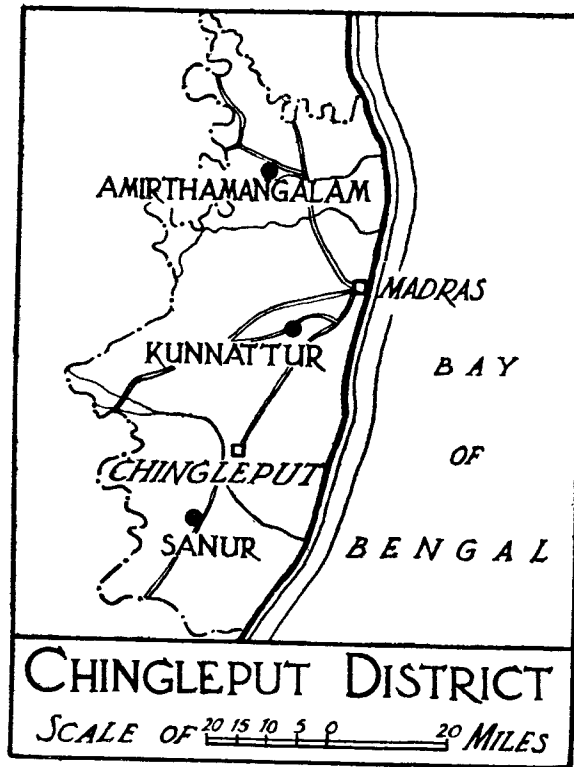 AMIRTHAMANGALAM
MADRAS
KUNNATTUR
BAY
CHINGLEPUT
OF
SANUR
BENGAL
CHINGLEPUT DISTRICT
SCALE OF 20 15 10 5 0 20 MILES